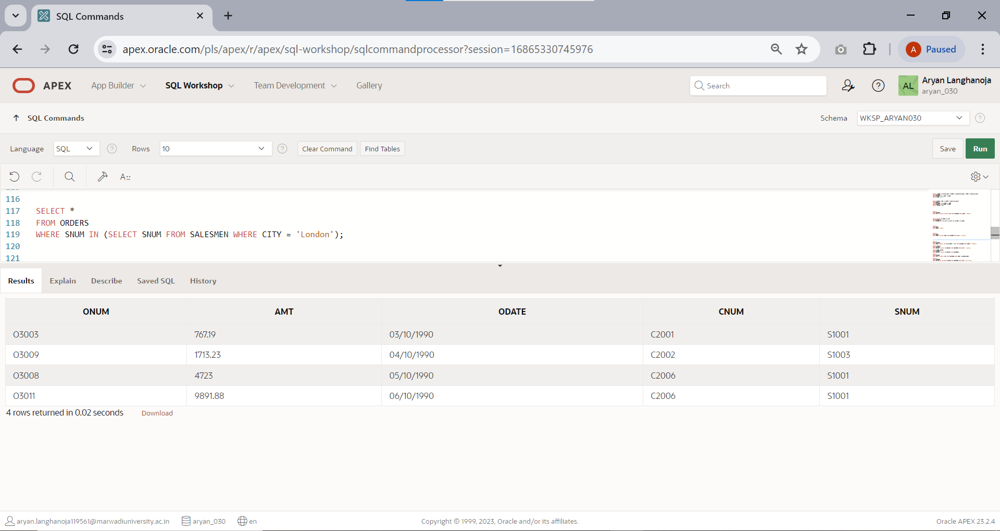 SQL Commands
apex.oracle.com/pls/apex/r/apex/sql-workshop/sqlcommandprocessor?session=16865330745976
A Paused
APEX App Builder SQL Workshop Team Development Gallery Search AL Aryan Langhanoja
aryan_030
SQL Commands Schema WKSP_ARYAN030
Language SQL Rows 10 Clear Command Find Tables Save Run
116
117 SELECT *
118 FROM ORDERS
119 WHERE SNUM IN (SELECT SNUM FROM SALESMEN WHERE CITY = 'London');
120
121
Results Explain Describe Saved SQL History
ONUM AMT ODATE CNUM SNUM
O3003 767.19 03/10/1990 C2001 S1001
O3009 1713.23 04/10/1990 C2002 S1003
O3008 4723 05/10/1990 C2006 S1001
O3011 9891.88 06/10/1990 C2006 S1001
4 rows returned in 0.02 seconds Download
aryan.langhanoja119561@marwadiuniversity.ac.in aryan_030 en Copyright © 1999, 2023, Oracle and/or its affiliates. Oracle APEX 23.2.4